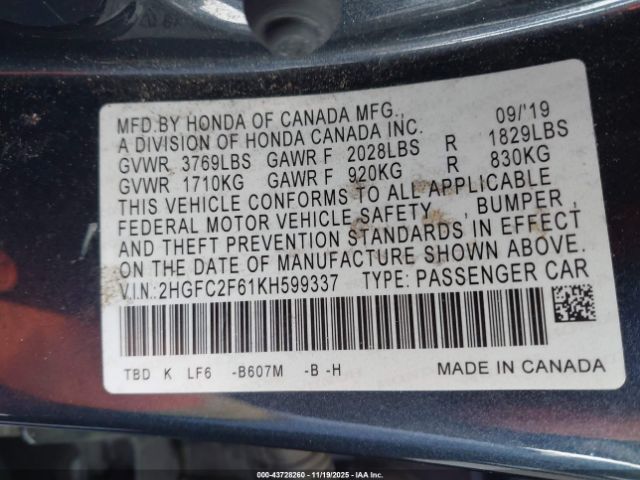 MFD.BY HONDA OF CANADA MFG., 09/'19
A DIVISION OF HONDA CANADA INC.
GVWR 3769LBS GAWR F 2028LBS R 1829LBS
GVWR 1710KG GAWR F 920KG R 830KG
THIS VEHICLE CONFORMS TO ALL APPLICABLE
FEDERAL MOTOR VEHICLE SAFETY , BUMPER ,
AND THEFT PREVENTION STANDARDS IN EFFECT
ON THE DATE OF MANUFACTURE SHOWN ABOVE.
V.I.N: 2HGFC2F61KH599337 TYPE: PASSENGER CAR
TBD K LF6 -B607M -B -H MADE IN CANADA
000-43728260 - 11/19/2025 - IAA, Inc.